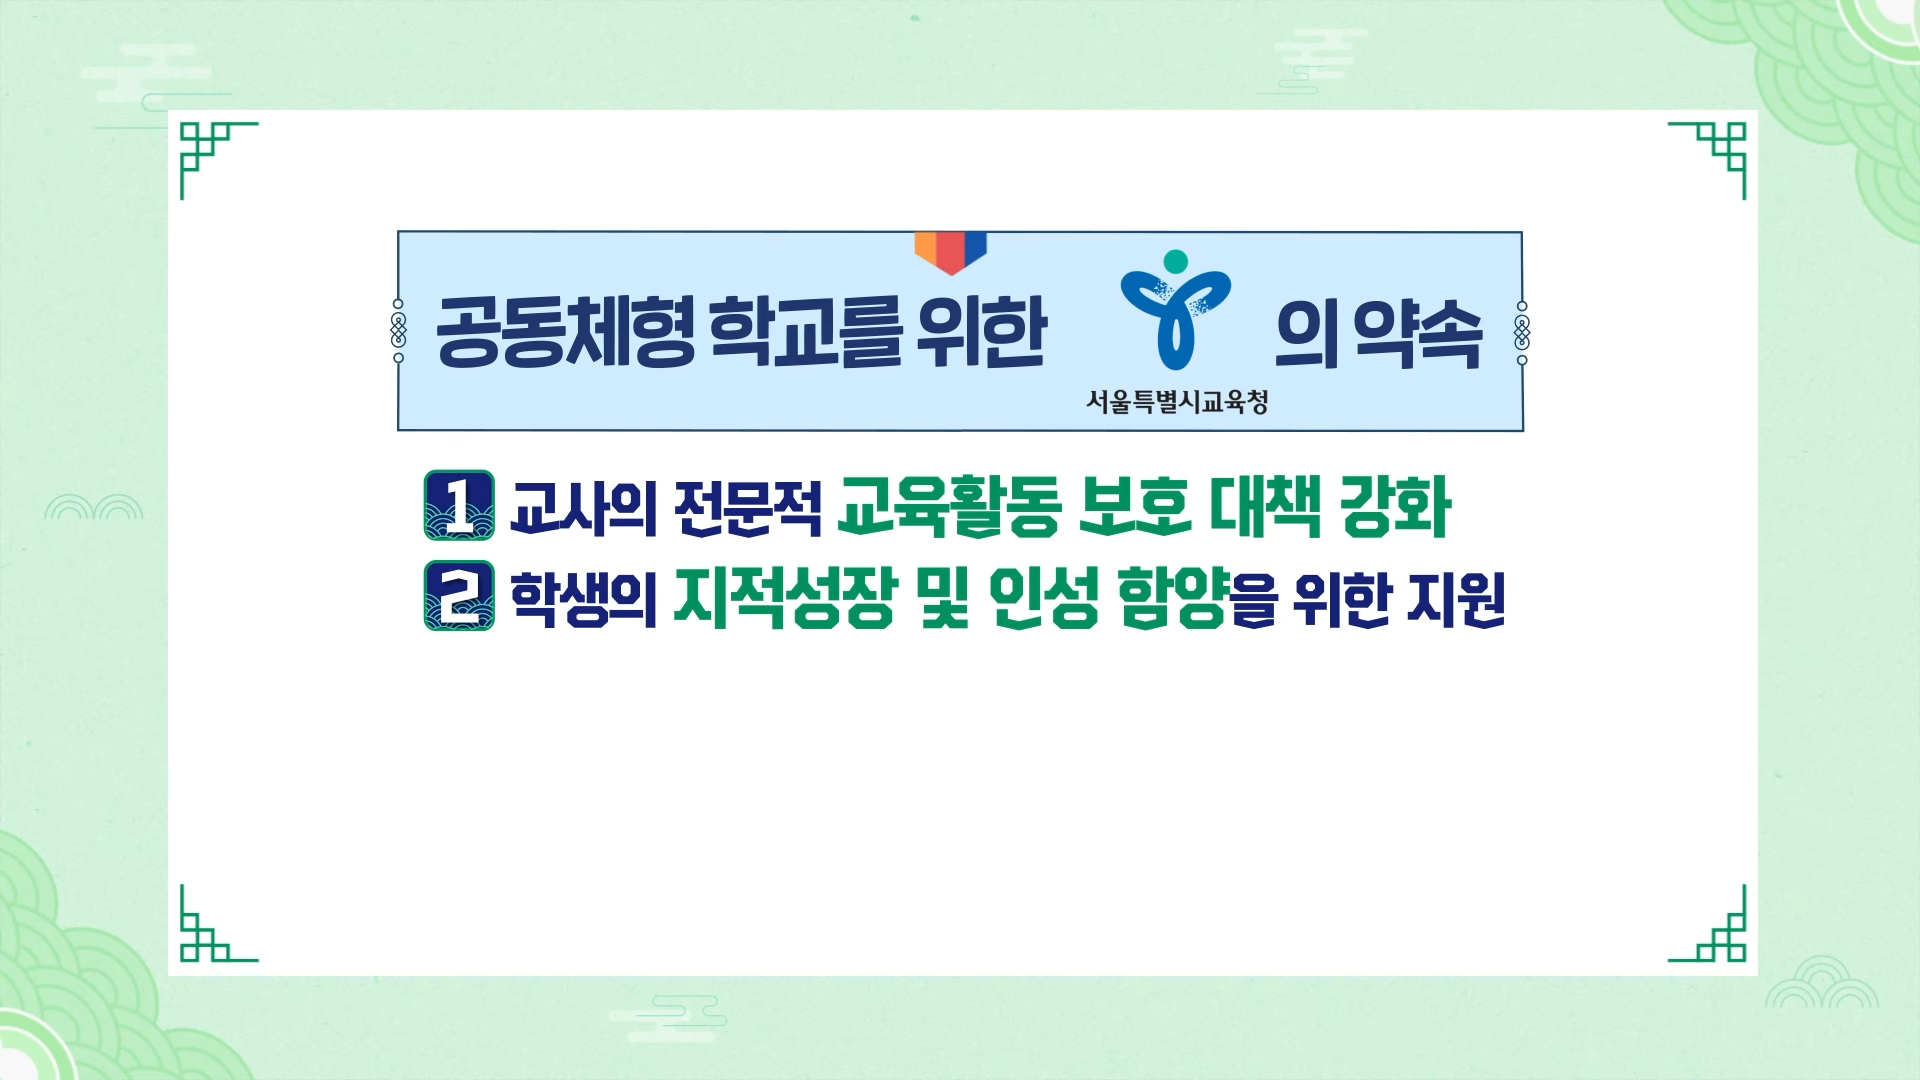 공동체형 학교를 위한 서울특별시교육청의 약속
1 교사의 전문적 교육활동 보호 대책 강화
2 학생의 지적성장 및 인성 함양을 위한 지원